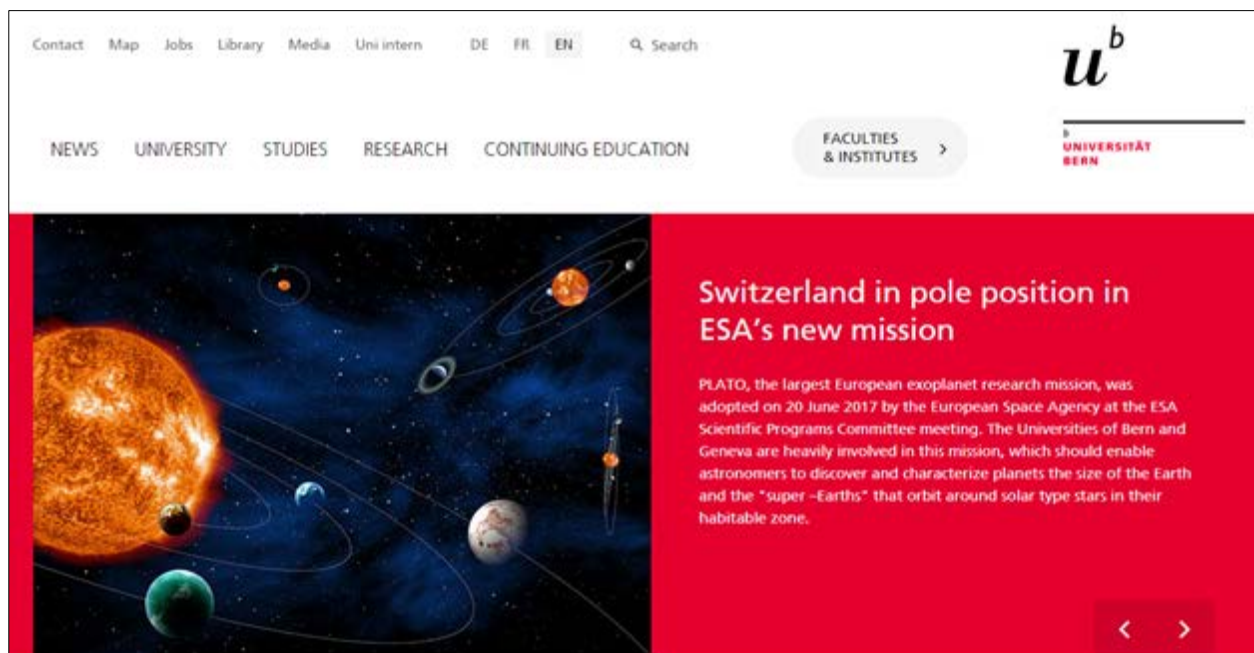 Contact Map Jobs Library Media Uni intern DE FR EN Search
u b
NEWS UNIVERSITY STUDIES RESEARCH CONTINUING EDUCATION
FACULTIES
& INSTITUTES
b
UNIVERSITÄT
BERN
Switzerland in pole position in
ESA's new mission
PLATO, the largest European exoplanet research mission, was
adopted on 20 June 2017 by the European Space Agency at the ESA
Scientific Programs Committee meeting. The Universities of Bern and
Geneva are heavily involved in this mission, which should enable
astronomers to discover and characterize planets the size of the Earth
and the "super –Earths" that orbit around solar type stars in their
habitable zone.